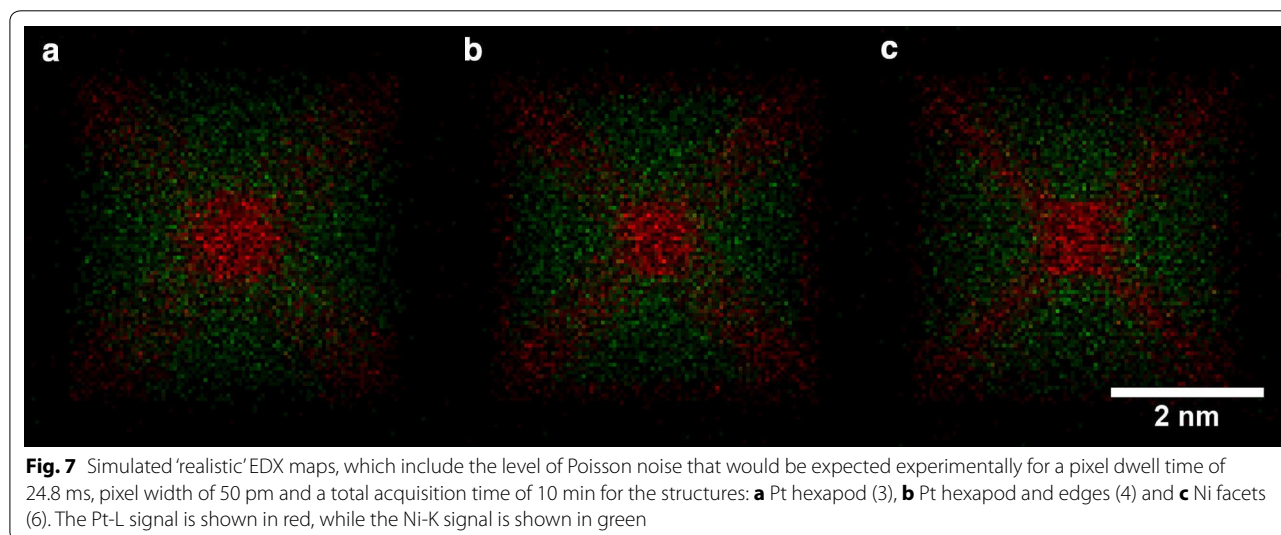 a
b
c
2 nm
Fig. 7 Simulated ‘realistic’ EDX maps, which include the level of Poisson noise that would be expected experimentally for a pixel dwell time of
24.8 ms, pixel width of 50 pm and a total acquisition time of 10 min for the structures: a Pt hexapod (3), b Pt hexapod and edges (4) and c Ni facets
(6). The Pt-L signal is shown in red, while the Ni-K signal is shown in green